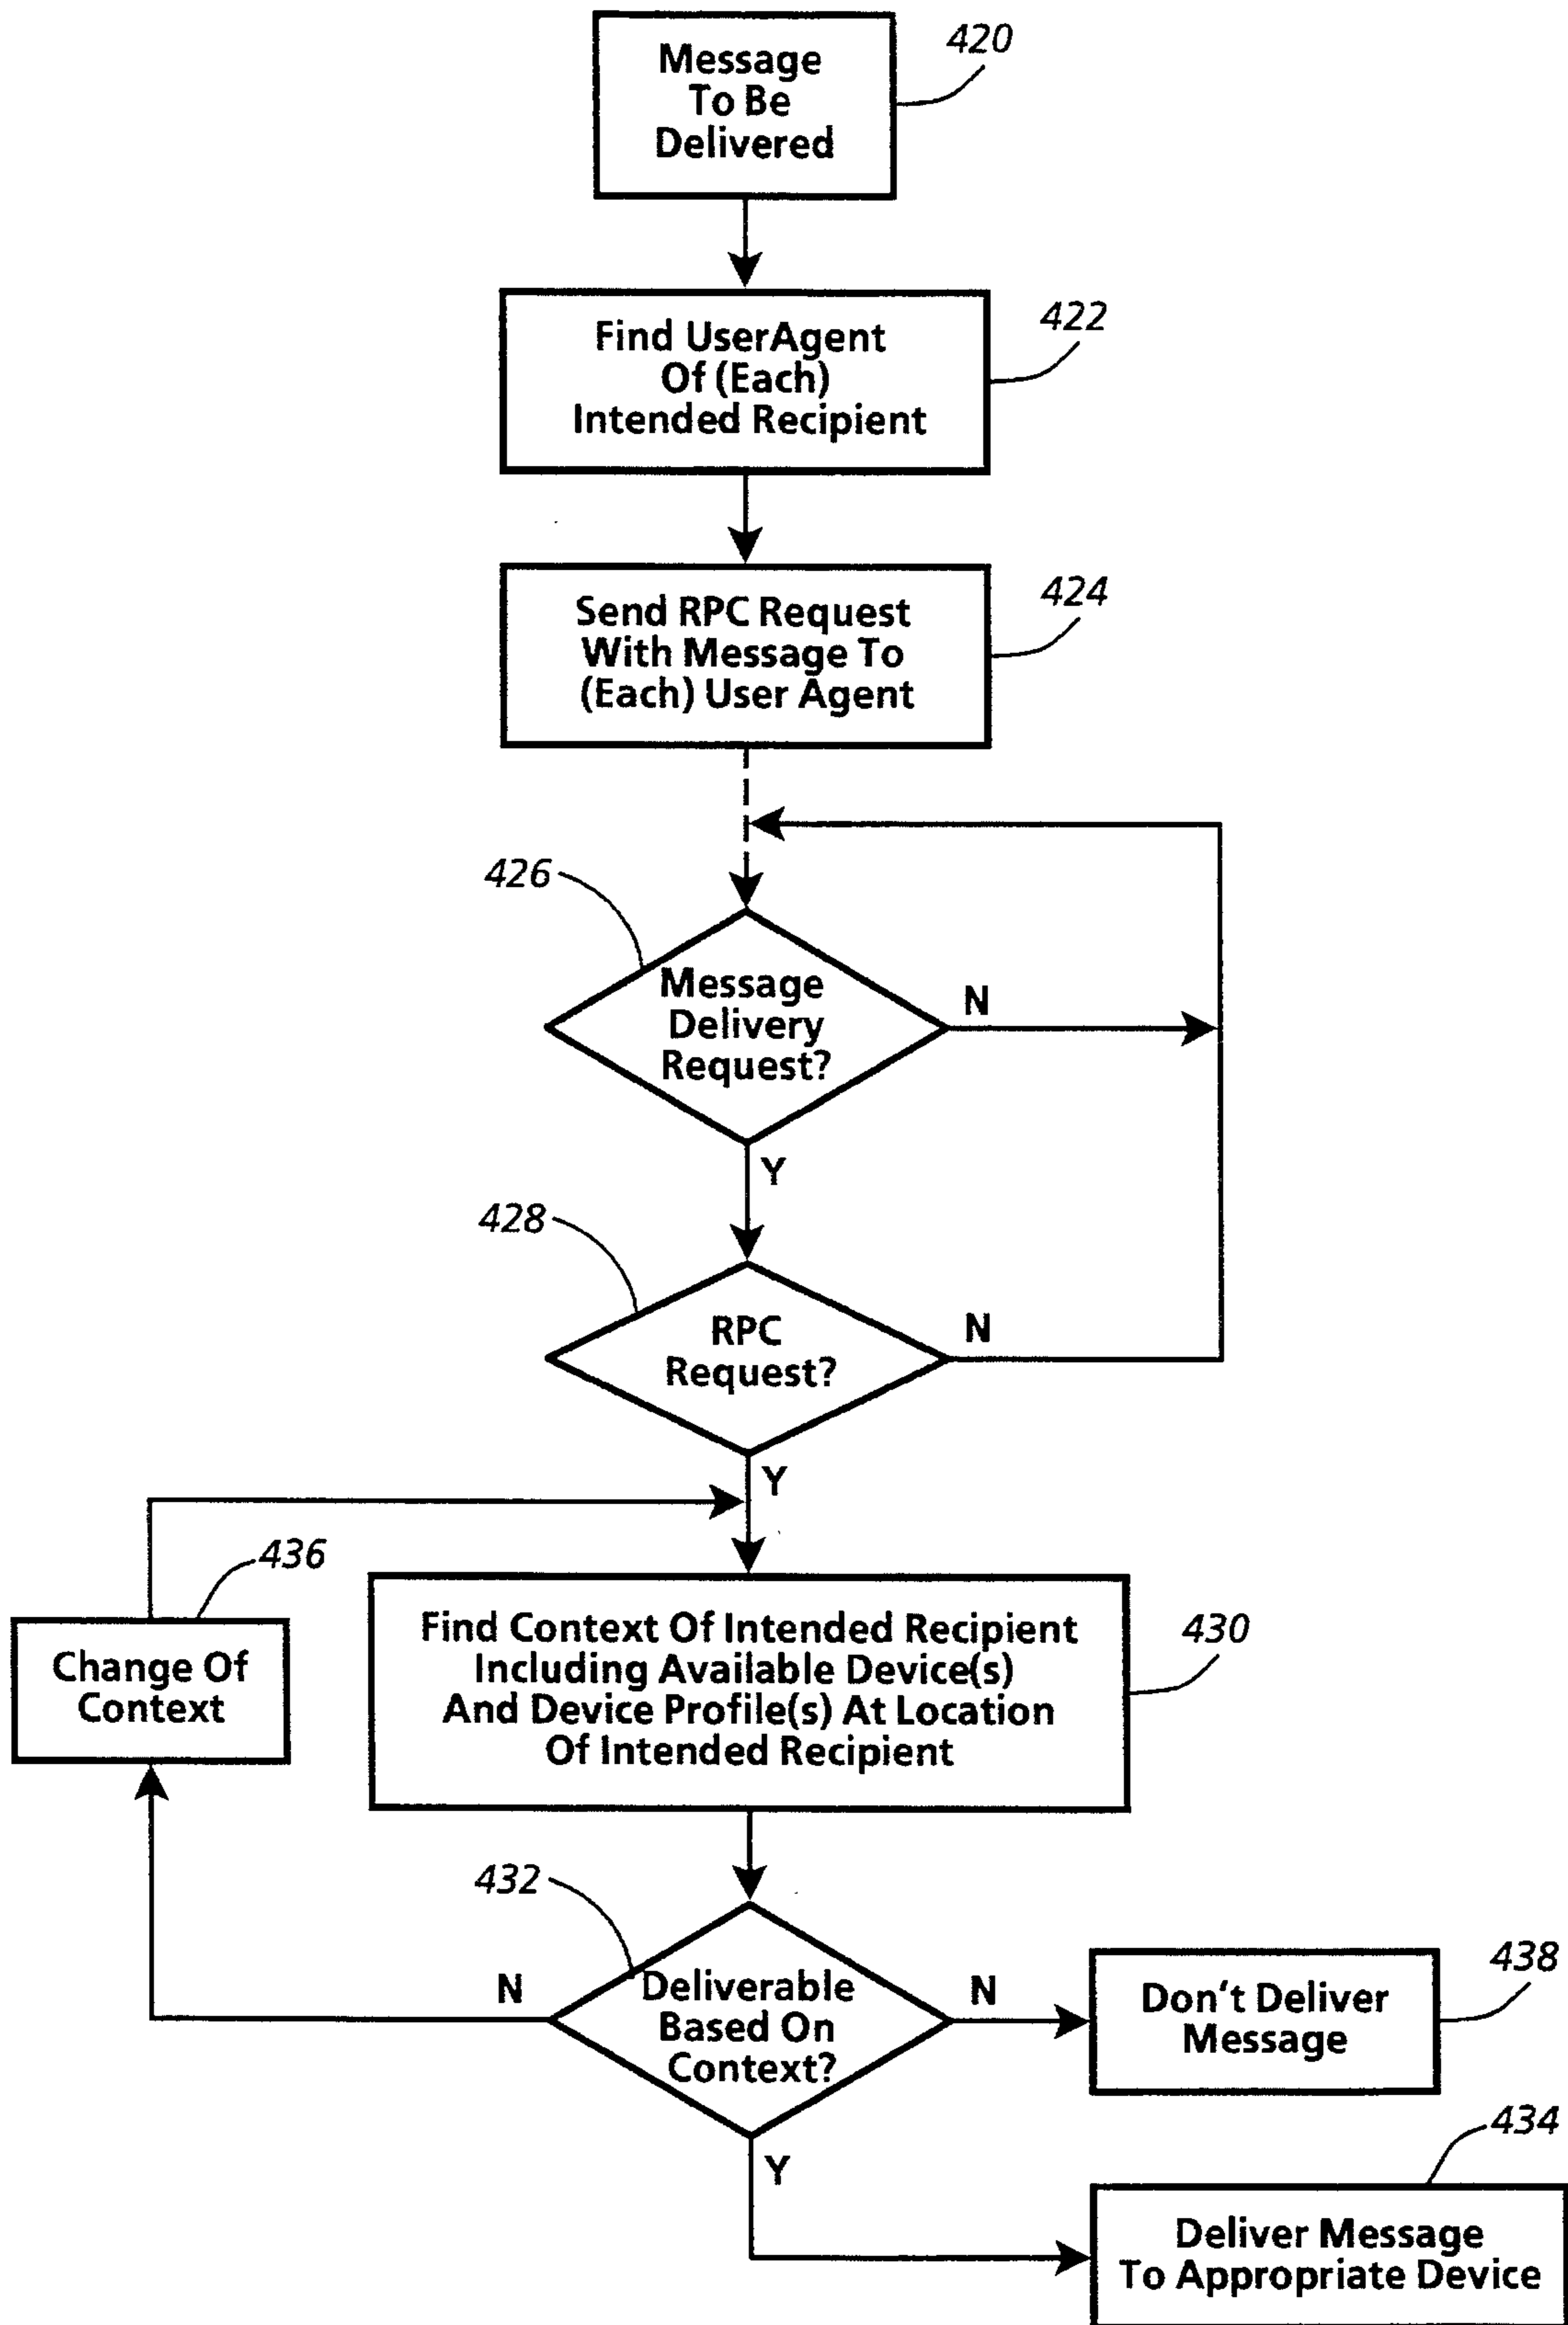 Message
To Be
Delivered
420
Find UserAgent
Of (Each)
Intended Recipient
422
Send RPC Request
With Message To
(Each) User Agent
424
426
Message
Delivery
Request?
N
Y
428
RPC
Request?
N
Y
436
Change Of
Context
Find Context Of Intended Recipient
Including Available Device(s)
And Device Profile(s) At Location
Of Intended Recipient
430
432
N
Deliverable
Based On
Context?
N
Don't Deliver
Message
438
Y
434
Deliver Message
To Appropriate Device